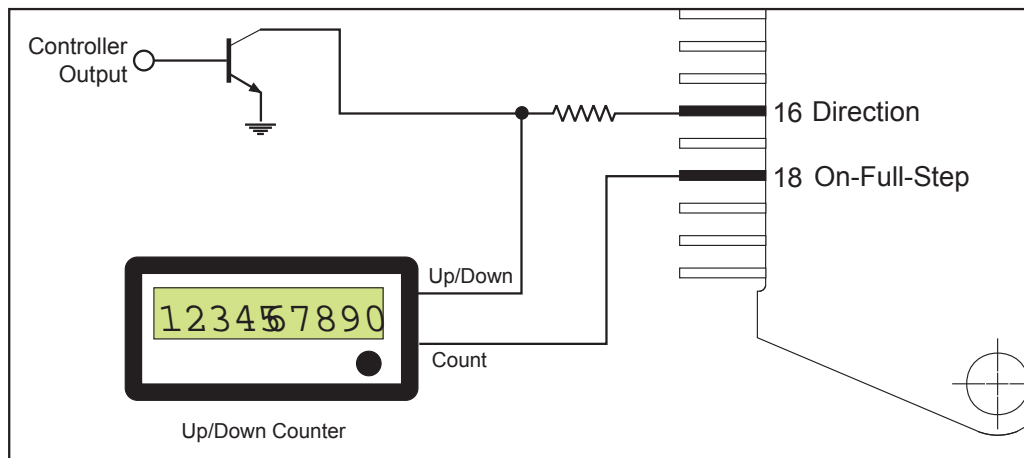 Controller
Output
16 Direction
18 On-Full-Step
Up/Down
1234567890
Count
Up/Down Counter